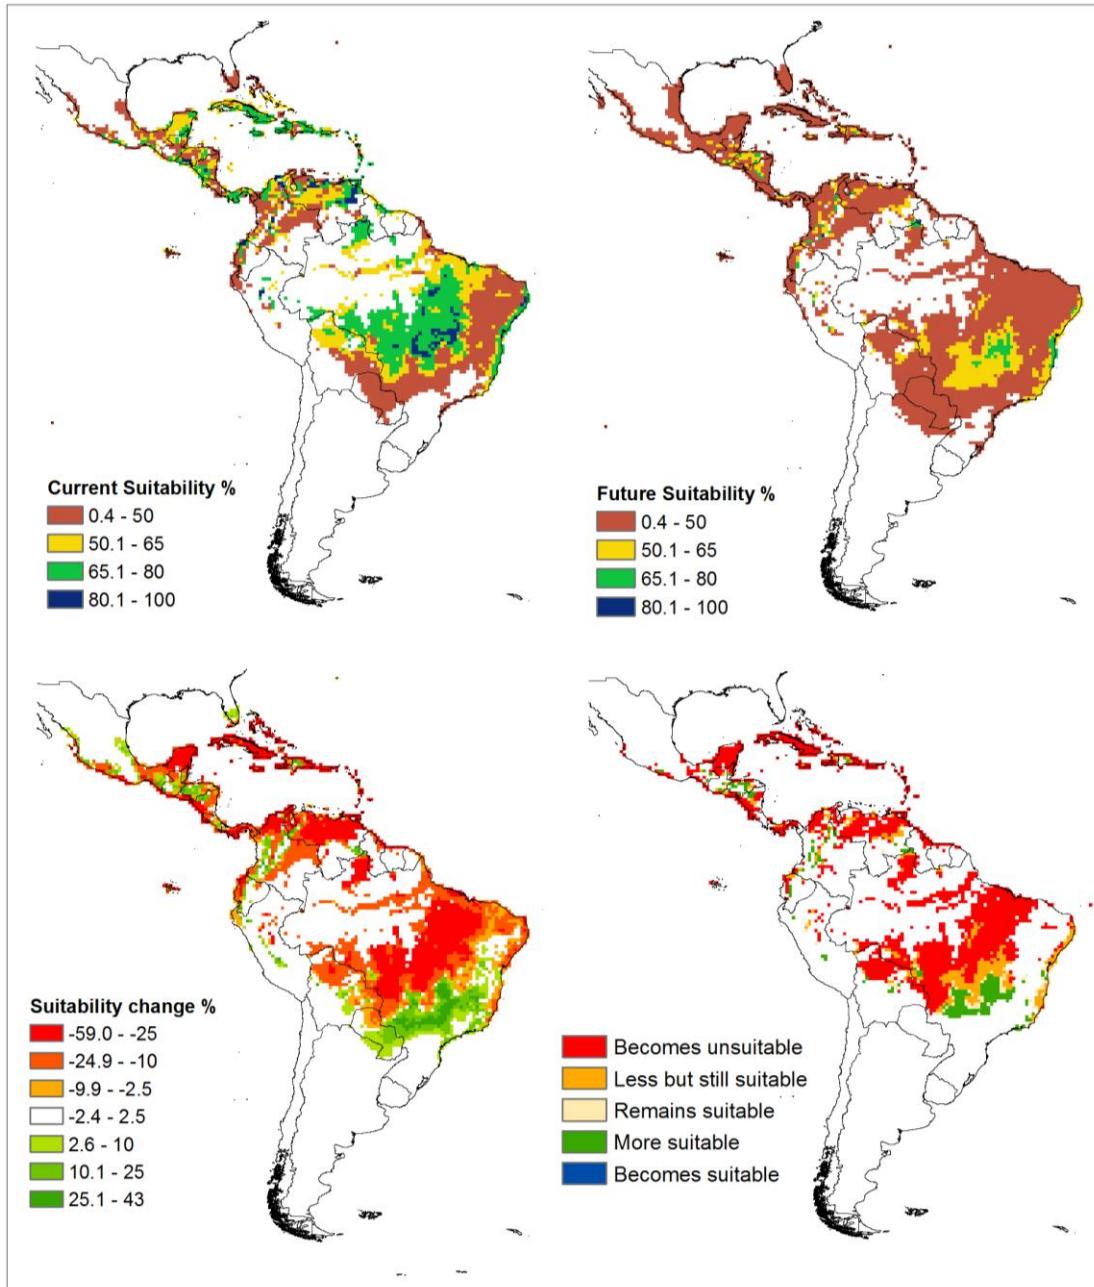 Current Suitability %
0.4 - 50
50.1 - 65
65.1 - 80
80.1 - 100
Future Suitability %
0.4 - 50
50.1 - 65
65.1 - 80
80.1 - 100
Suitability change %
-59.0 - -25
-24.9 - -10
-9.9 - -2.5
-2.4 - 2.5
2.6 - 10
10.1 - 25
25.1 - 43
Becomes unsuitable
Less but still suitable
Remains suitable
More suitable
Becomes suitable